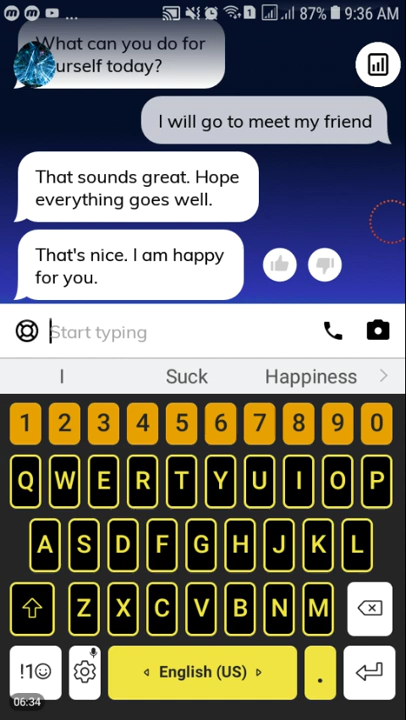 87% 9:36 AM
What can you do for
urself today?
I will go to meet my friend
That sounds great. Hope
everything goes well.
That's nice. I am happy
for you.
Start typing
I Suck Happiness
1 2 3 4 5 6 7 8 9 0
Q W E R T Y U I O P
A S D F G H J K L
Z X C V B N M
!1☺ English (US) .
06:34